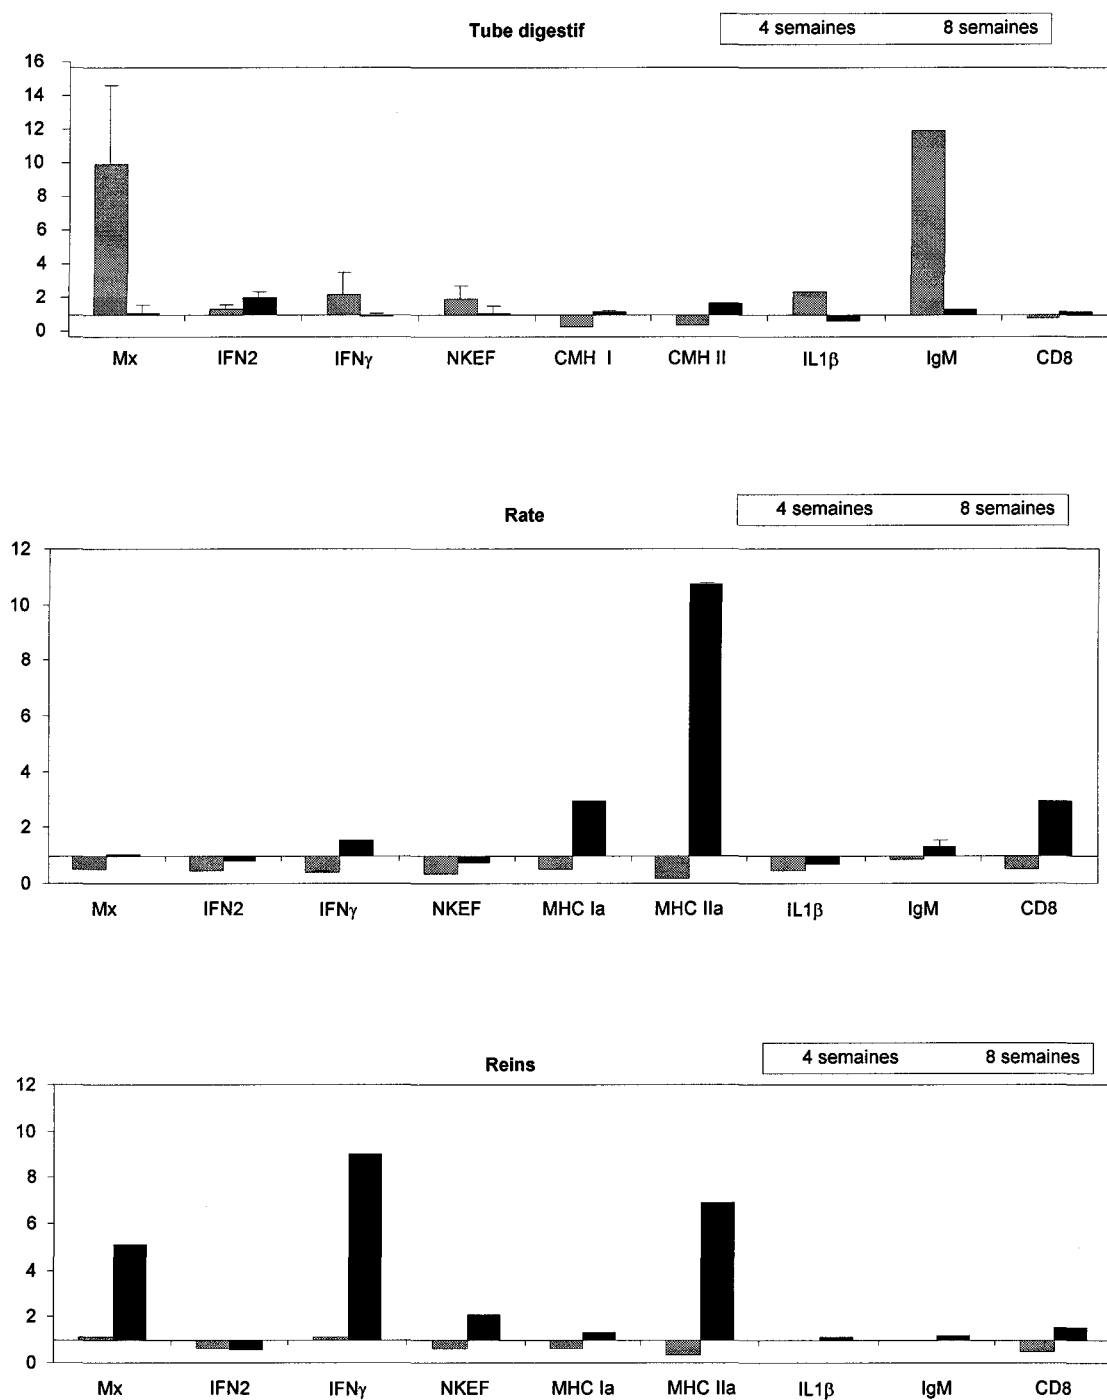 Tube digestif
4 semaines 8 semaines
16
14
12
10
8
6
4
2
0
Mx IFN2 IFNγ NKEF CMH I CMH II IL1β IgM CD8
Rate
4 semaines 8 semaines
12
10
8
6
4
2
0
Mx IFN2 IFNγ NKEF MHC Ia MHC IIa IL1β IgM CD8
Reins
4 semaines 8 semaines
12
10
8
6
4
2
0
Mx IFN2 IFNγ NKEF MHC Ia MHC IIa IL1β IgM CD8